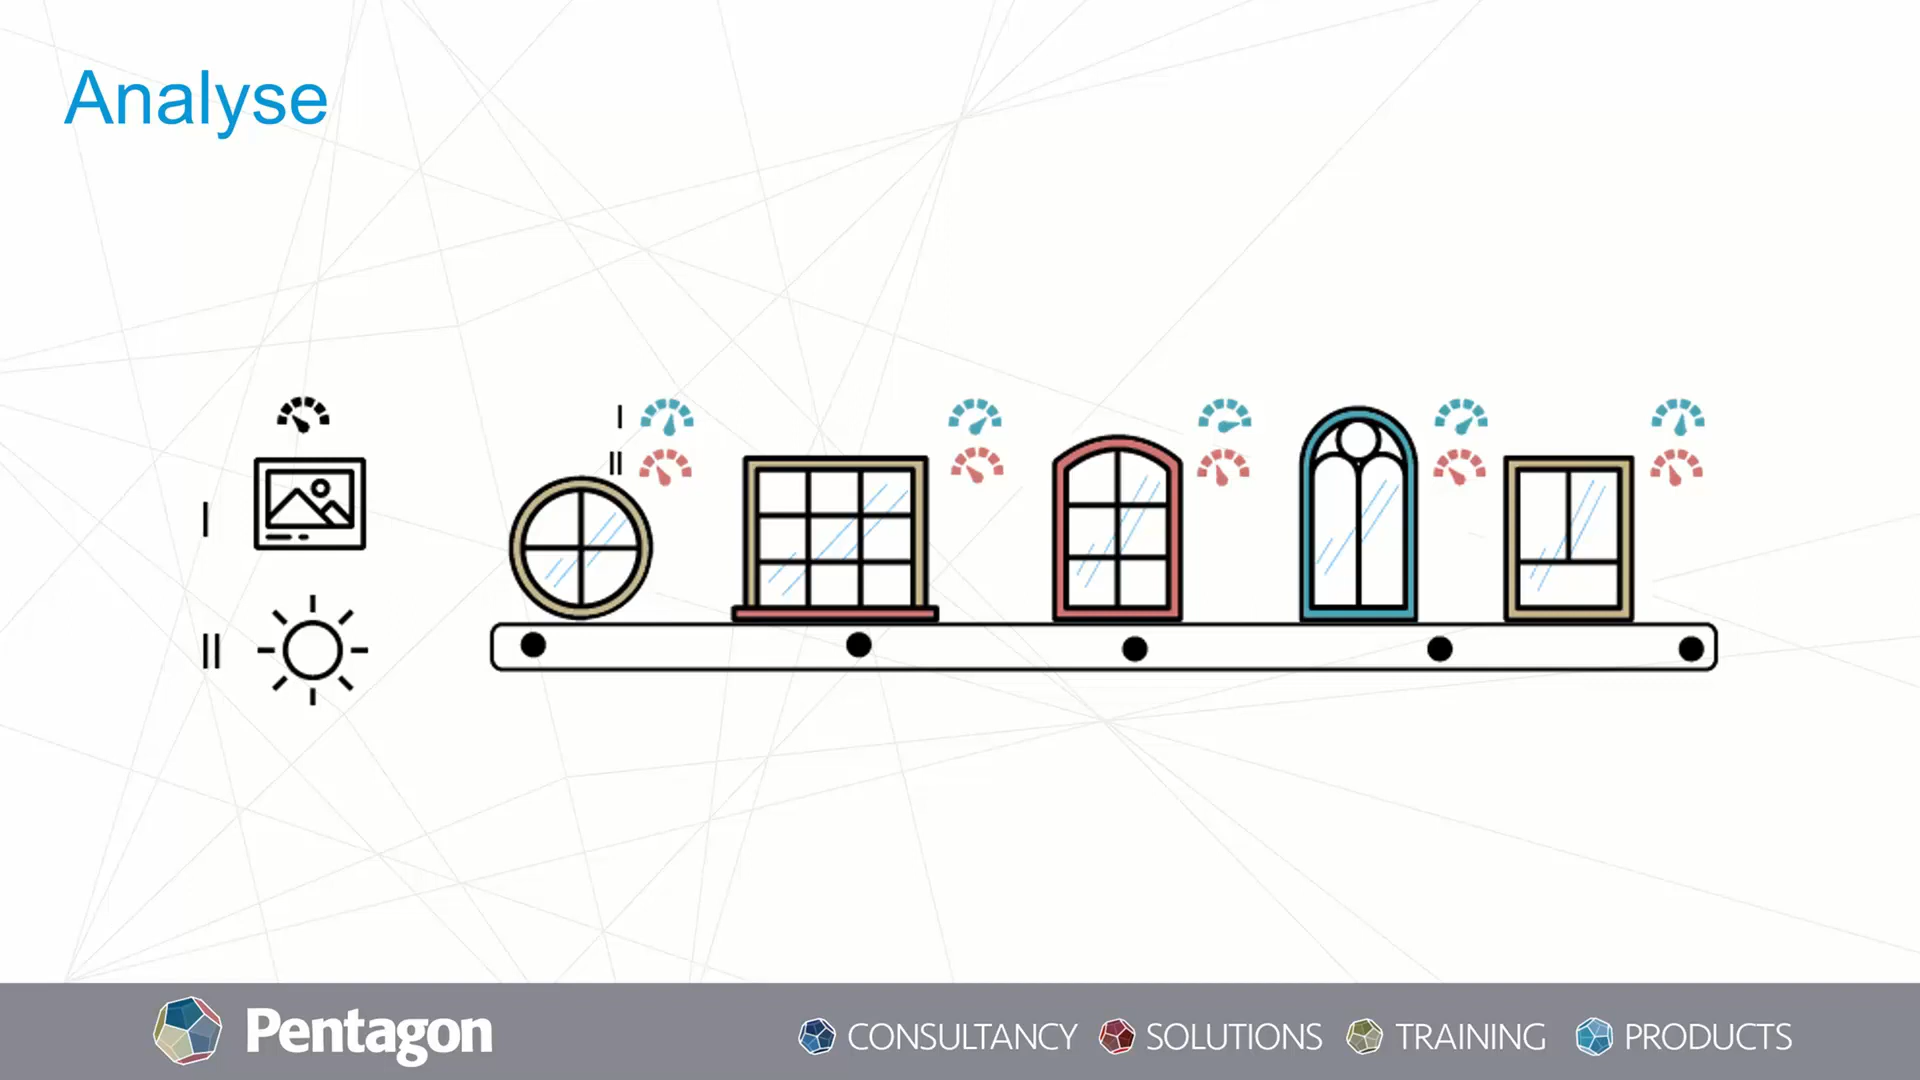 Analyse
I
II
I
II
Pentagon
CONSULTANCY
SOLUTIONS
TRAINING
PRODUCTS